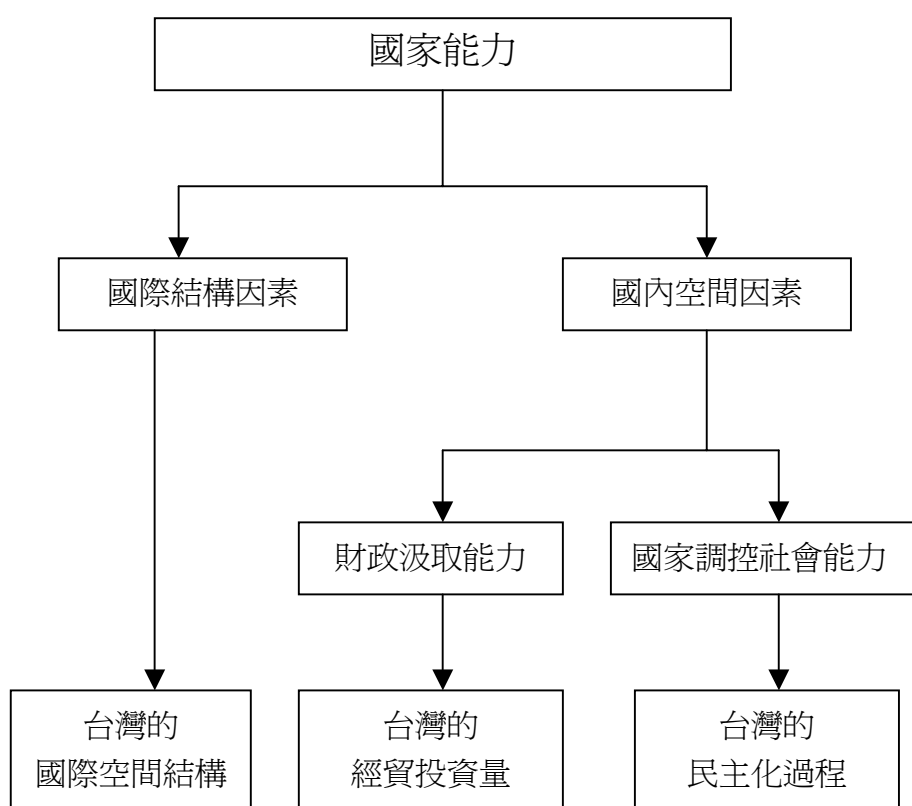 國家能力
國際結構因素
國內空間因素
財政汲取能力
國家調控社會能力
台灣的
國際空間結構
台灣的
經貿投資量
台灣的
民主化過程